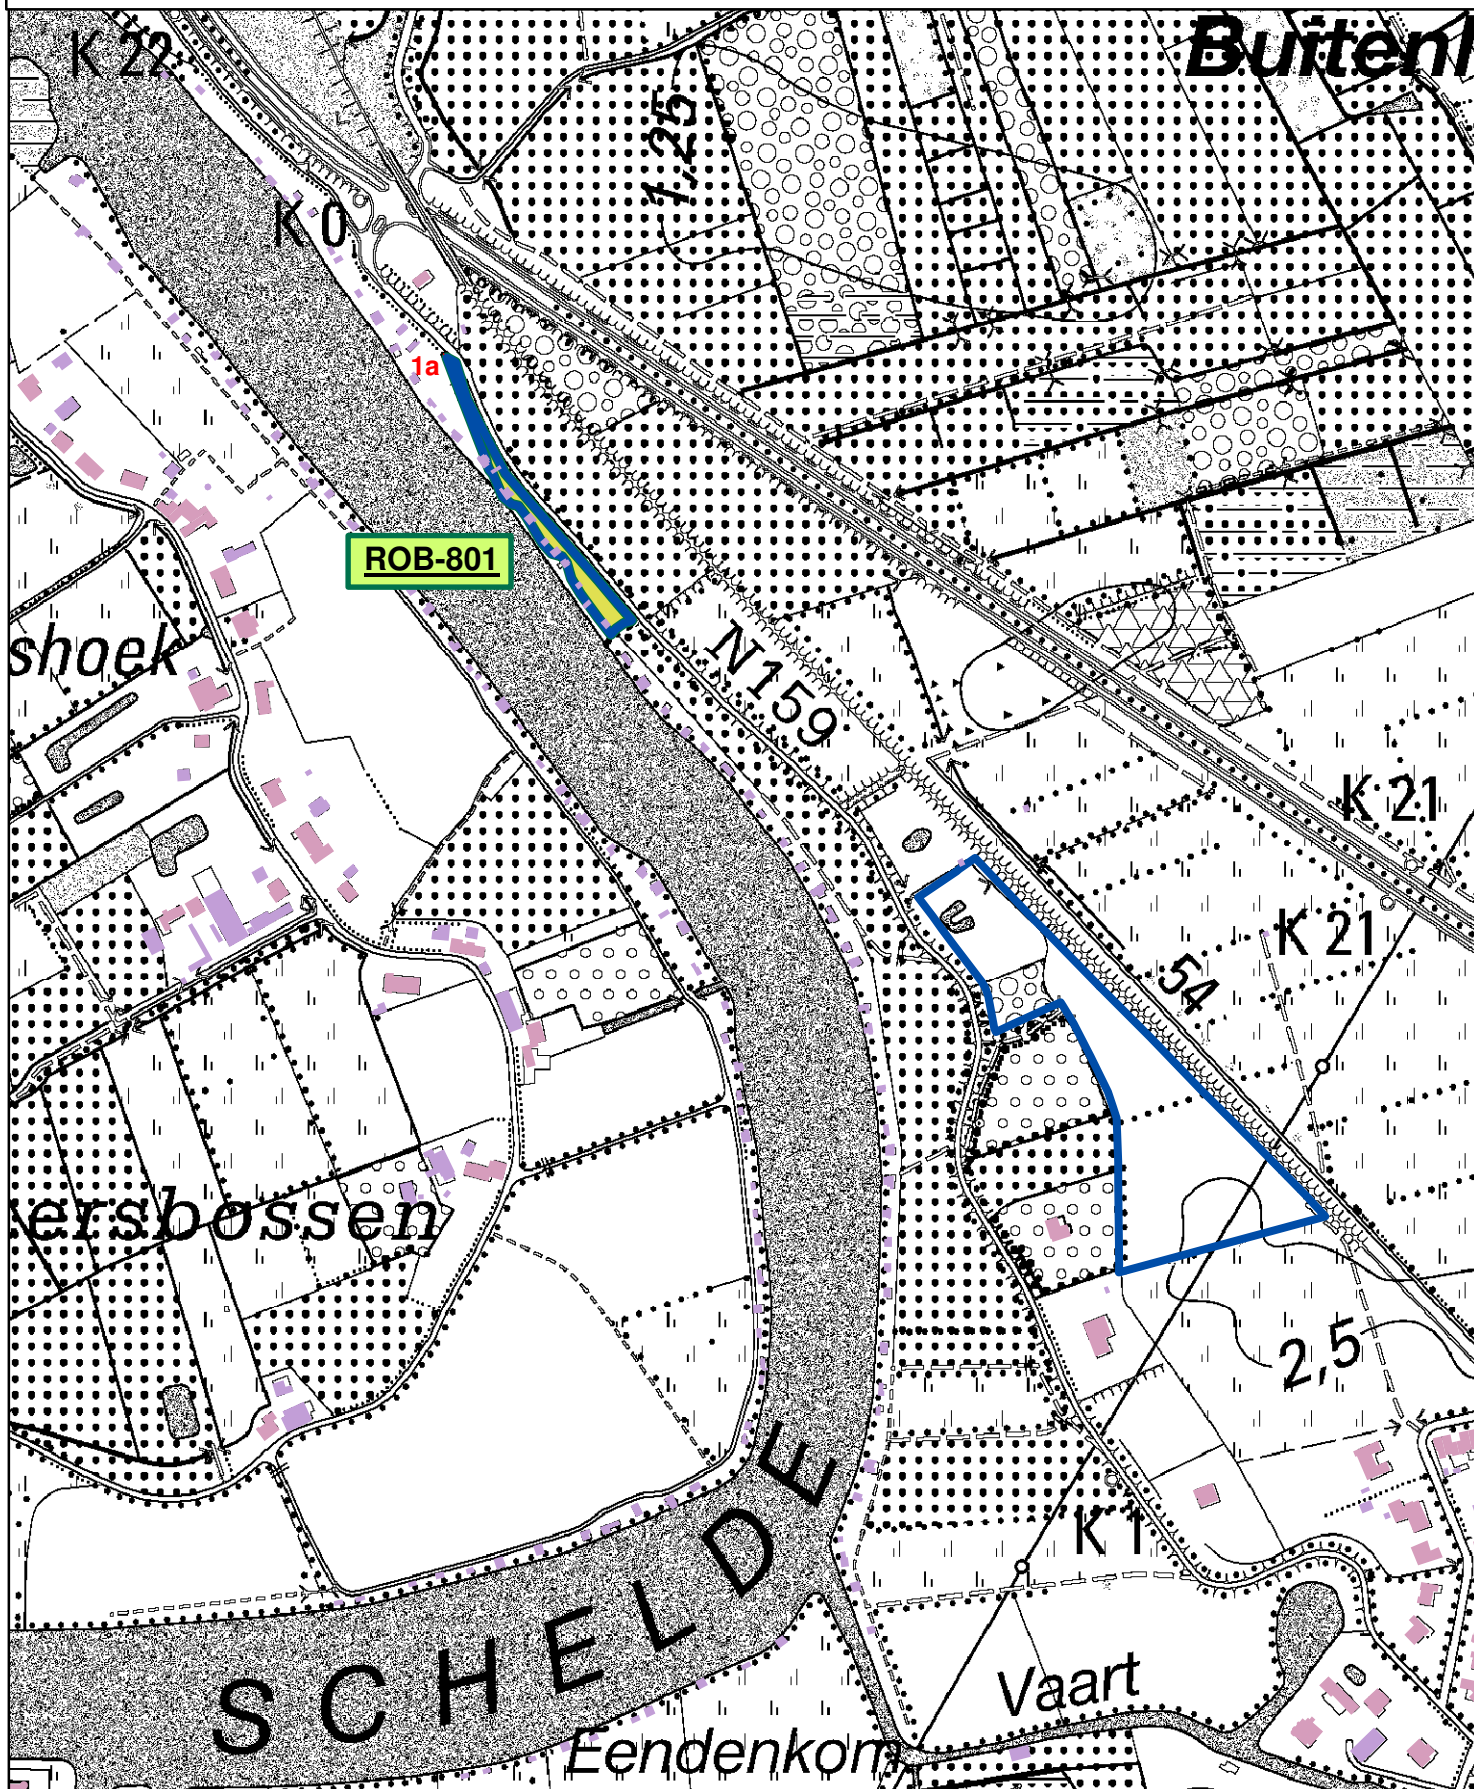 K 22
Buitenl
1,25
K 0
1a
ROB-801
shoek
N159
K 21
K 21
54
ersbossen
2,5
K 1
SCHELDE
Vaart
Eendenkom